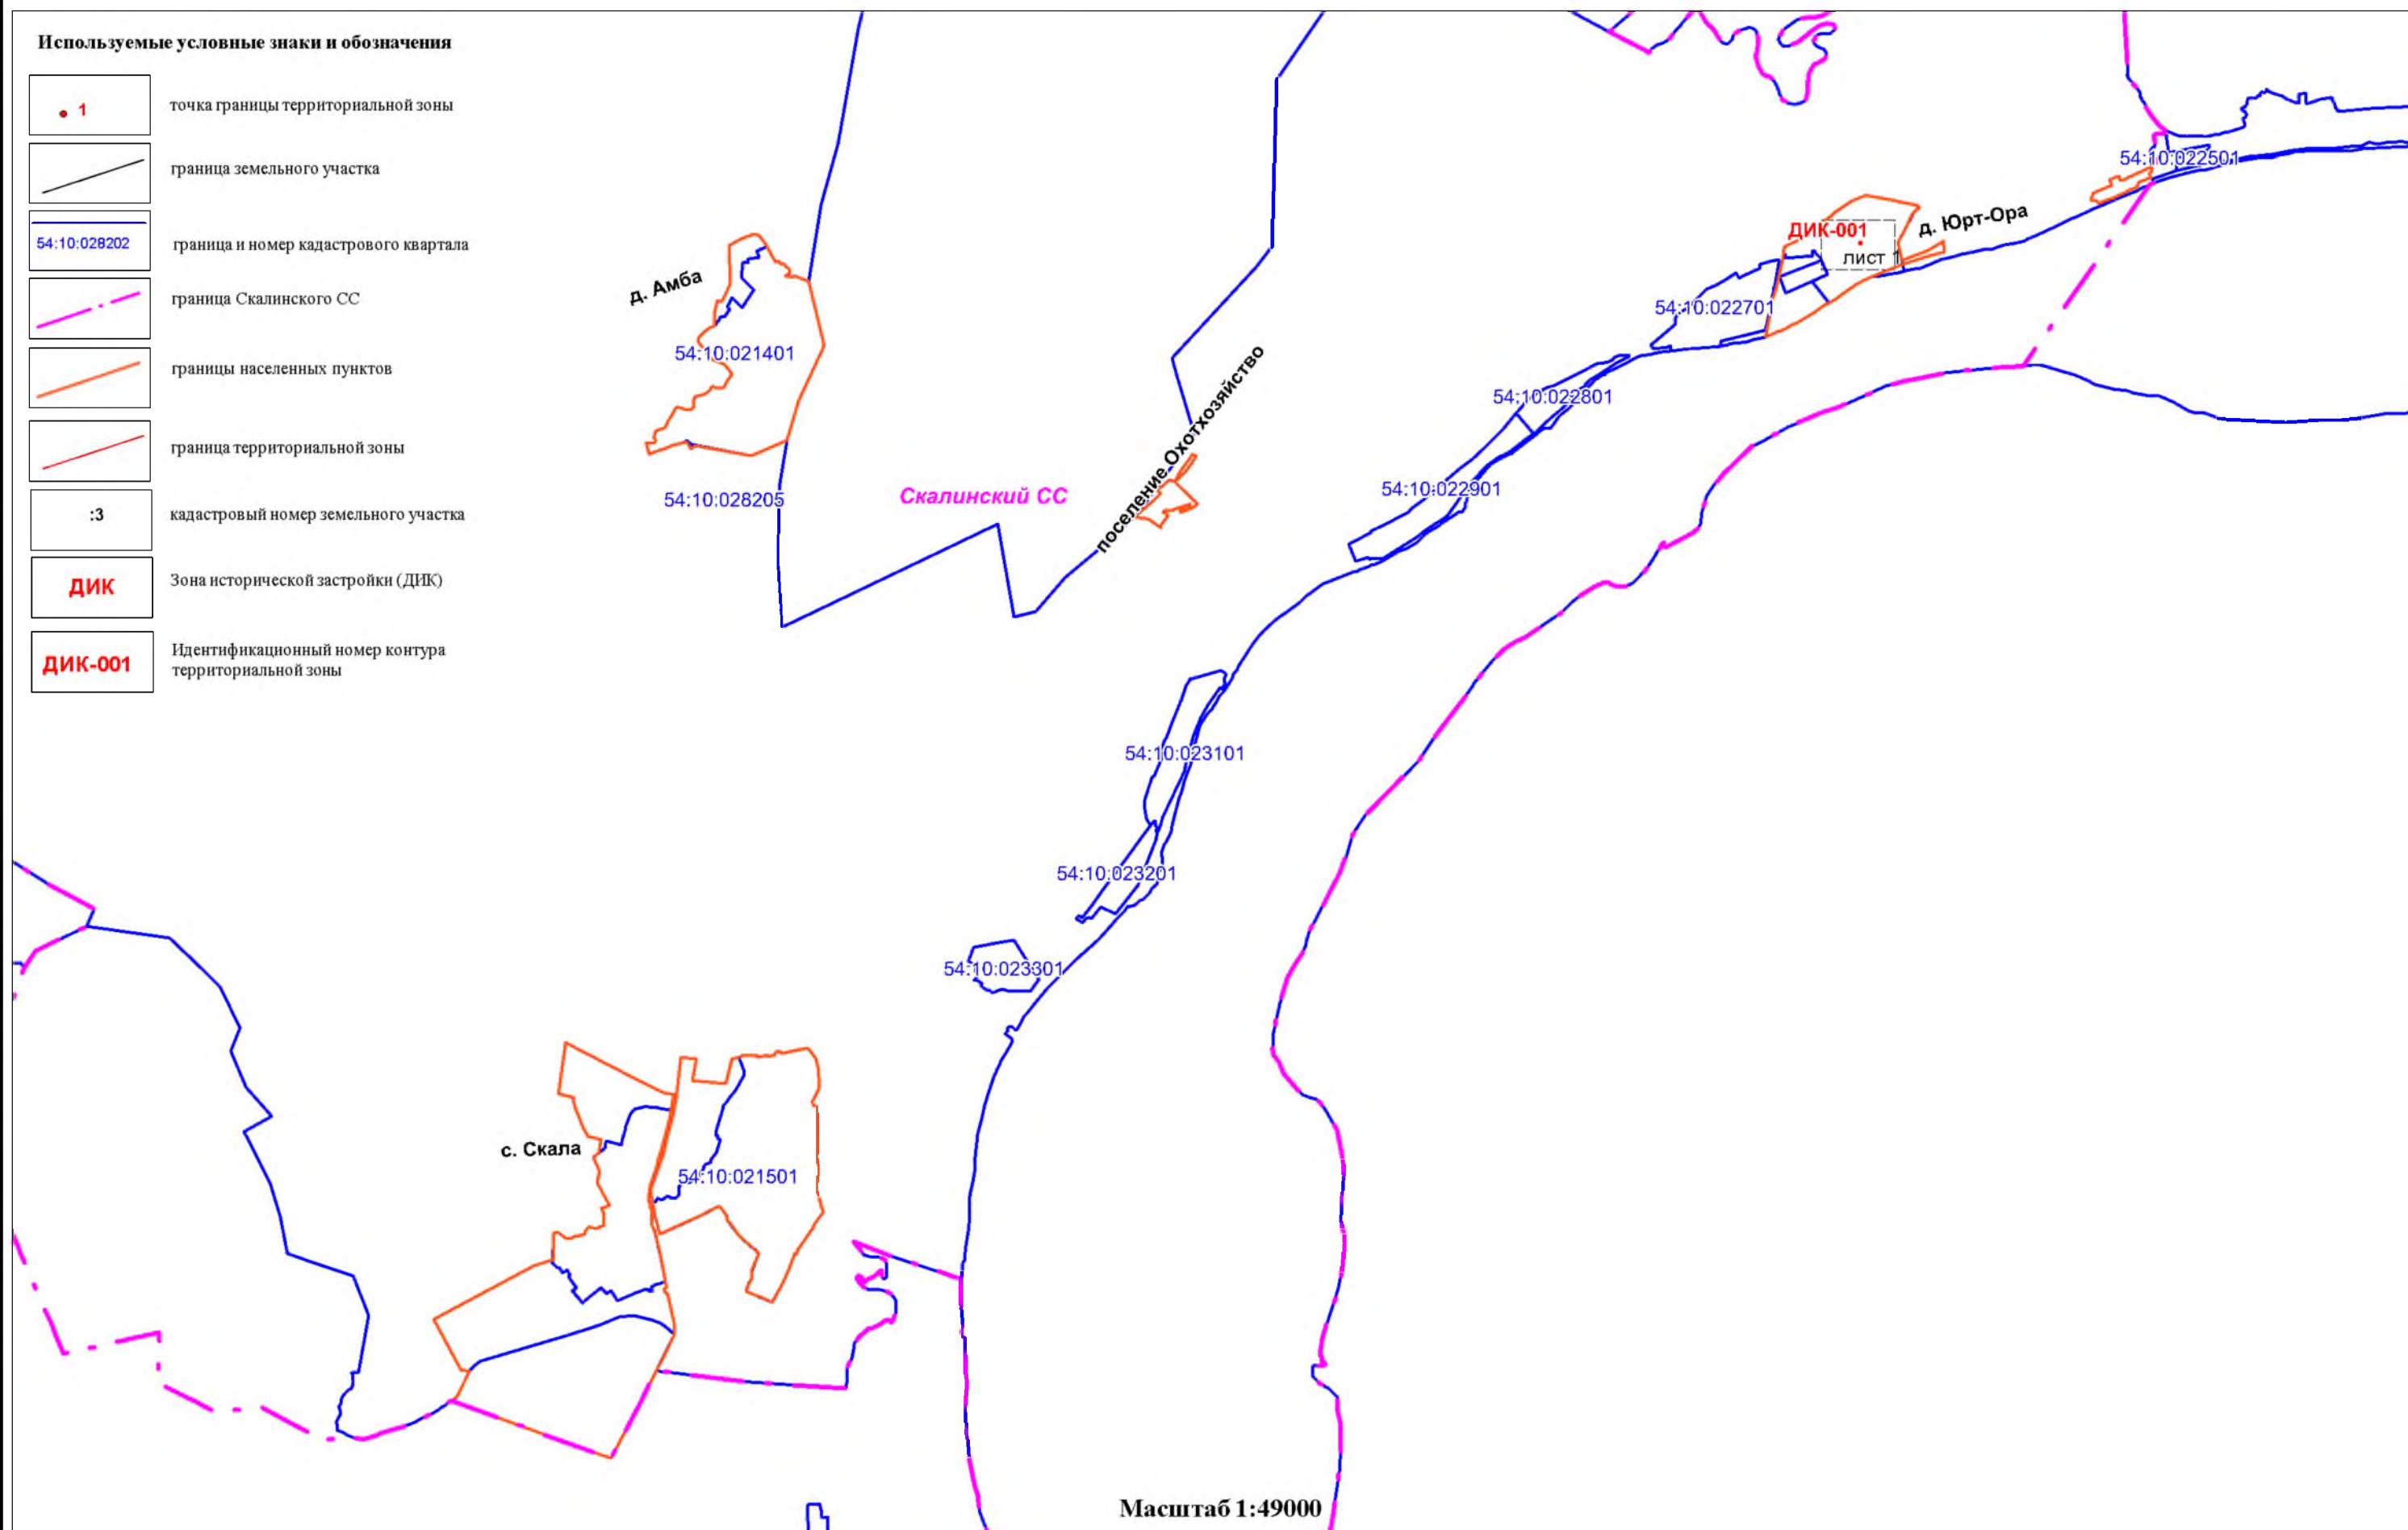 Используемые условные знаки и обозначения
1
точка границы территориальной зоны
граница земельного участка
54:10:028202
граница и номер кадастрового квартала
граница Скалинского СС
границы населенных пунктов
граница территориальной зоны
:3
кадастровый номер земельного участка
ДИК
Зона исторической застройки (ДИК)
ДИК-001
Идентификационный номер контура
территориальной зоны
54:10:022501
д. Юрт-Ора
ДИК-001
лист 1
д. Амба
54:10:022701
54:10:021401
поселение Охотхозяйство
54:10:022801
54:10:022901
54:10:028205
Скалинский СС
54:10:023101
54:10:023201
54:10:023301
с. Скала
54:10:021501
Масштаб 1:49000